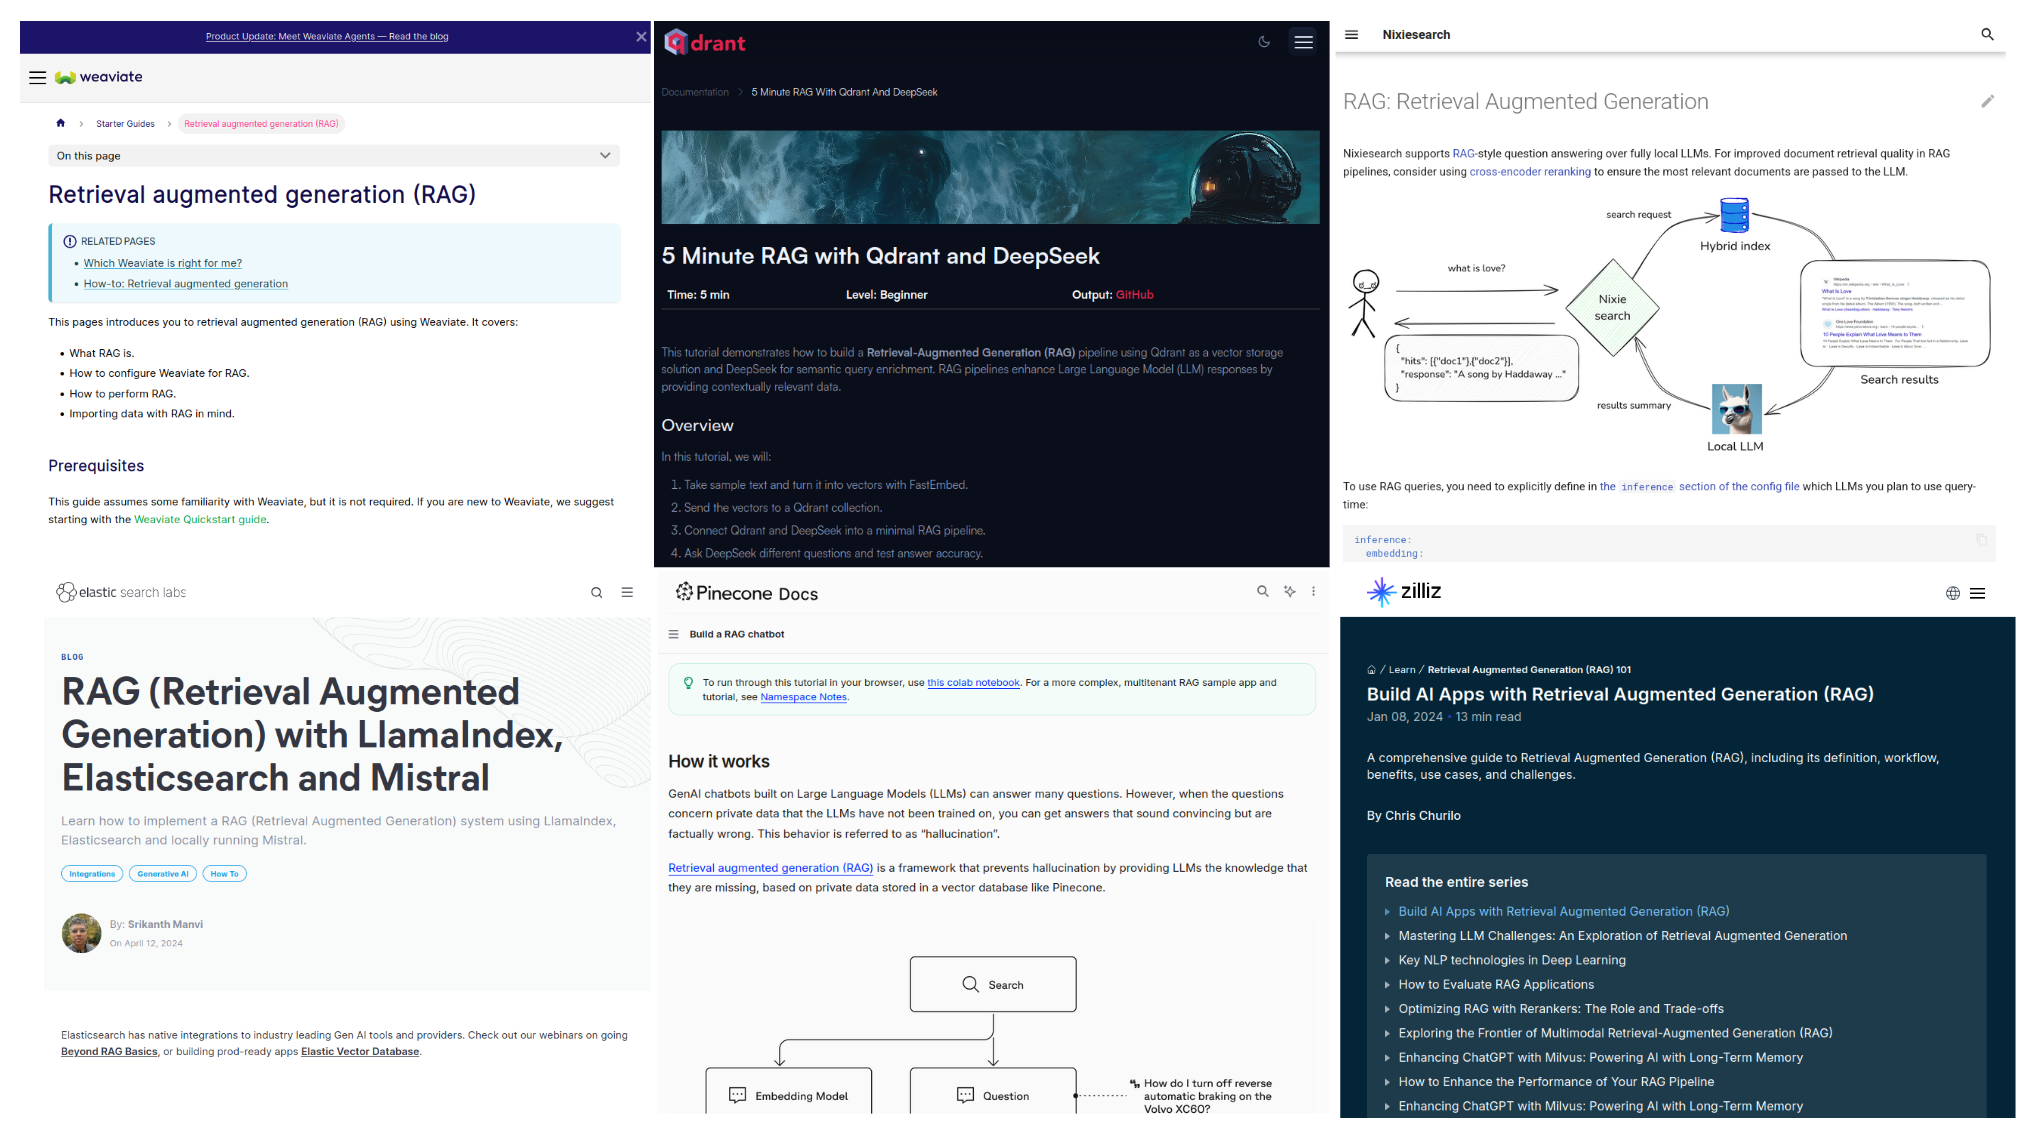 Product Update: Meet Weaviate Agents — Read the blog
weaviate
Starter Guides
Retrieval augmented generation (RAG)
On this page
Retrieval augmented generation (RAG)
RELATED PAGES
Which Weaviate is right for me?
How-to: Retrieval augmented generation
This pages introduces you to retrieval augmented generation (RAG) using Weaviate. It covers:
What RAG is.
How to configure Weaviate for RAG.
How to perform RAG.
Importing data with RAG in mind.
Prerequisites
This guide assumes some familiarity with Weaviate, but it is not required. If you are new to Weaviate, we suggest
starting with the Weaviate Quickstart guide.
qdrant
Documentation > 5 Minute RAG With Qdrant And DeepSeek
5 Minute RAG with Qdrant and DeepSeek
Time: 5 min
Level: Beginner
Output: GitHub
This tutorial demonstrates how to build a Retrieval-Augmented Generation (RAG) pipeline using Qdrant as a vector storage
solution and DeepSeek for semantic query enrichment. RAG pipelines enhance Large Language Model (LLM) responses by
providing contextually relevant data.
Overview
In this tutorial, we will:
1. Take sample text and turn it into vectors with FastEmbed.
2. Send the vectors to a Qdrant collection.
3. Connect Qdrant and DeepSeek into a minimal RAG pipeline.
4. Ask DeepSeek different questions and test answer accuracy.
Nixiesearch
RAG: Retrieval Augmented Generation
Nixiesearch supports RAG-style question answering over fully local LLMs. For improved document retrieval quality in RAG
pipelines, consider using cross-encoder reranking to ensure the most relevant documents are passed to the LLM.
search request
Hybrid index
what is love?
Nixie
search
{
"hits": [{"doc1"},{"doc2"}],
"response": "A song by Haddaway ..."
}
Wikipedia
What Is Love
One Love Foundation
10 People Explain What Love Means to Them
Search results
results summary
Local LLM
To use RAG queries, you need to explicitly define in the inference section of the config file which LLMs you plan to use query-
time:
inference:
embedding:
elastic search labs
BLOG
RAG (Retrieval Augmented
Generation) with LlamaIndex,
Elasticsearch and Mistral
Learn how to implement a RAG (Retrieval Augmented Generation) system using LlamaIndex,
Elasticsearch and locally running Mistral.
Integrations
Generative AI
How To
By: Srikanth Manvi
On April 12, 2024
Elasticsearch has native integrations to industry leading Gen AI tools and providers. Check out our webinars on going
Beyond RAG Basics, or building prod-ready apps Elastic Vector Database.
Pinecone Docs
Build a RAG chatbot
To run through this tutorial in your browser, use this colab notebook. For a more complex, multitenant RAG sample app and
tutorial, see Namespace Notes.
How it works
GenAI chatbots built on Large Language Models (LLMs) can answer many questions. However, when the questions
concern private data that the LLMs have not been trained on, you can get answers that sound convincing but are
factually wrong. This behavior is referred to as “hallucination”.
Retrieval augmented generation (RAG) is a framework that prevents hallucination by providing LLMs the knowledge that
they are missing, based on private data stored in a vector database like Pinecone.
Search
Embedding Model
Question
How do I turn off reverse
automatic braking on the
Volvo XC60?
zilliz
/ Learn / Retrieval Augmented Generation (RAG) 101
Build AI Apps with Retrieval Augmented Generation (RAG)
Jan 08, 2024 • 13 min read
A comprehensive guide to Retrieval Augmented Generation (RAG), including its definition, workflow,
benefits, use cases, and challenges.
By Chris Churilo
Read the entire series
Build AI Apps with Retrieval Augmented Generation (RAG)
Mastering LLM Challenges: An Exploration of Retrieval Augmented Generation
Key NLP technologies in Deep Learning
How to Evaluate RAG Applications
Optimizing RAG with Rerankers: The Role and Trade-offs
Exploring the Frontier of Multimodal Retrieval-Augmented Generation (RAG)
Enhancing ChatGPT with Milvus: Powering AI with Long-Term Memory
How to Enhance the Performance of Your RAG Pipeline
Enhancing ChatGPT with Milvus: Powering AI with Long-Term Memory